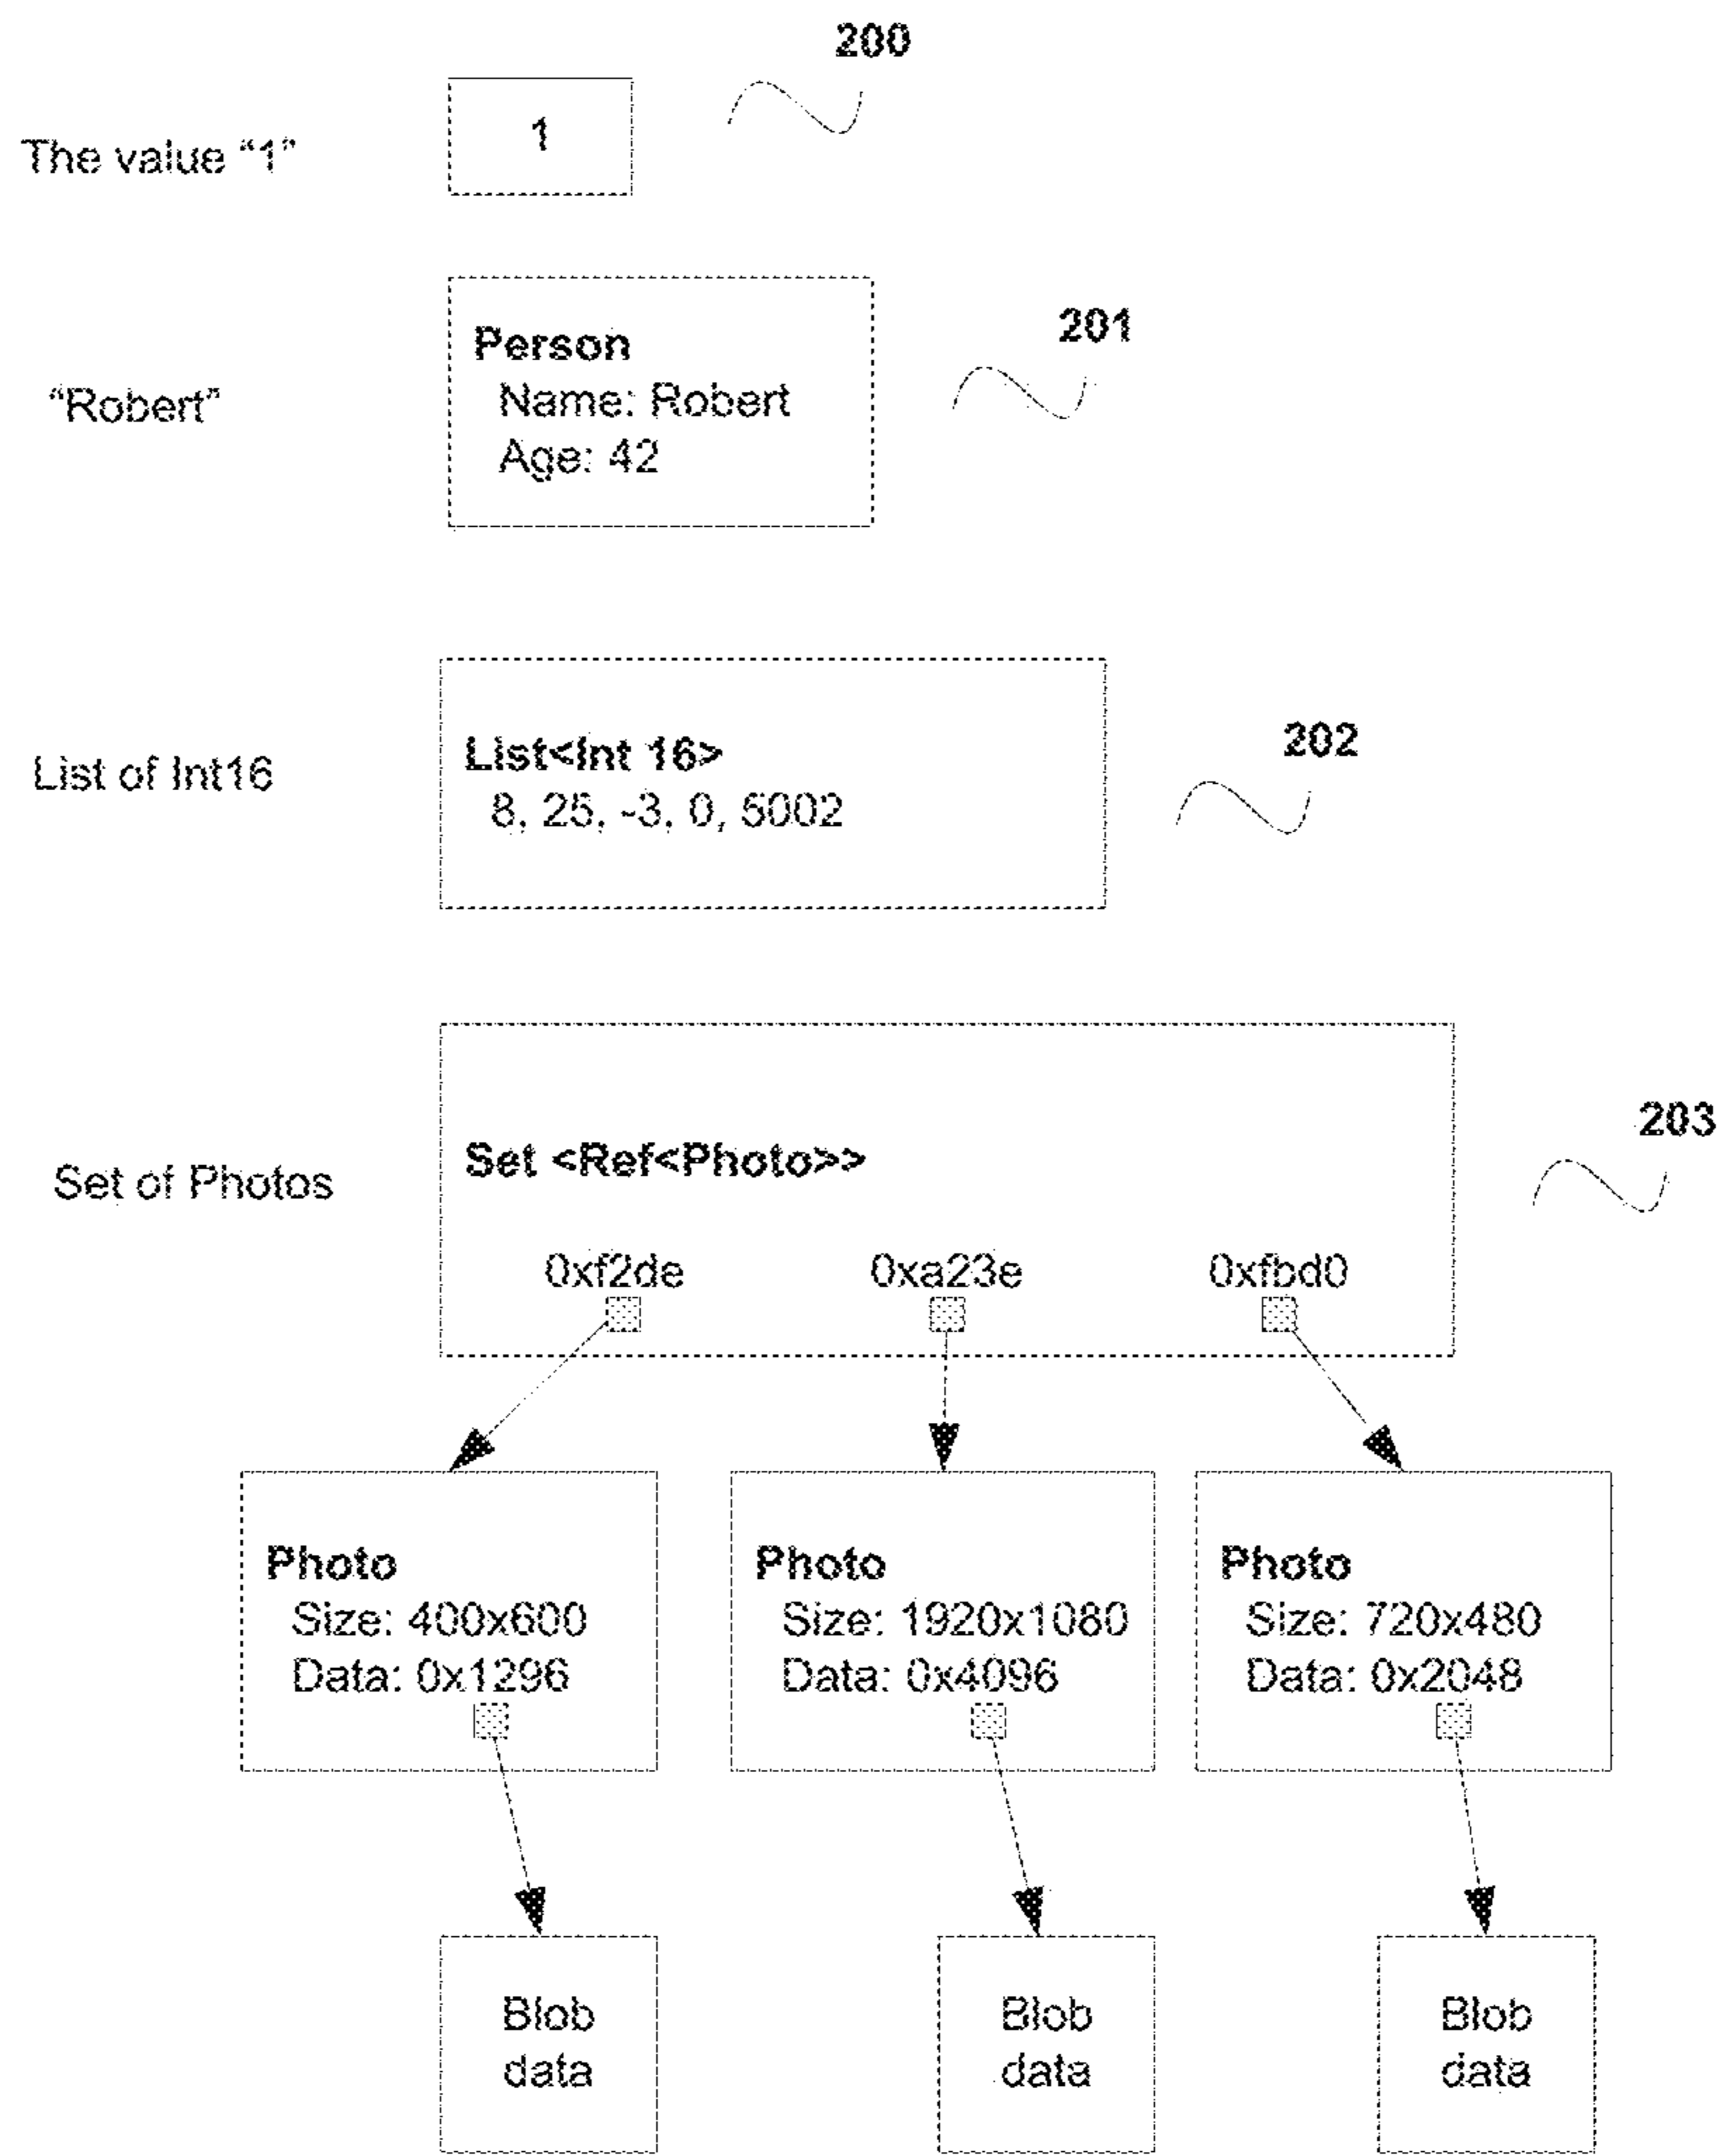 200
The value “1”
1
201
“Robert”
Person
Name: Robert
Age: 42
202
List of Int16
List<Int 16>
8, 25, -3, 0, 5002
203
Set of Photos
Set <Ref<Photo>>
0xf2de
0xa23e
0xfbd0
Photo
Size: 400x600
Data: 0x1296
Photo
Size: 1920x1080
Data: 0x4096
Photo
Size: 720x480
Data: 0x2048
Blob
data
Blob
data
Blob
data